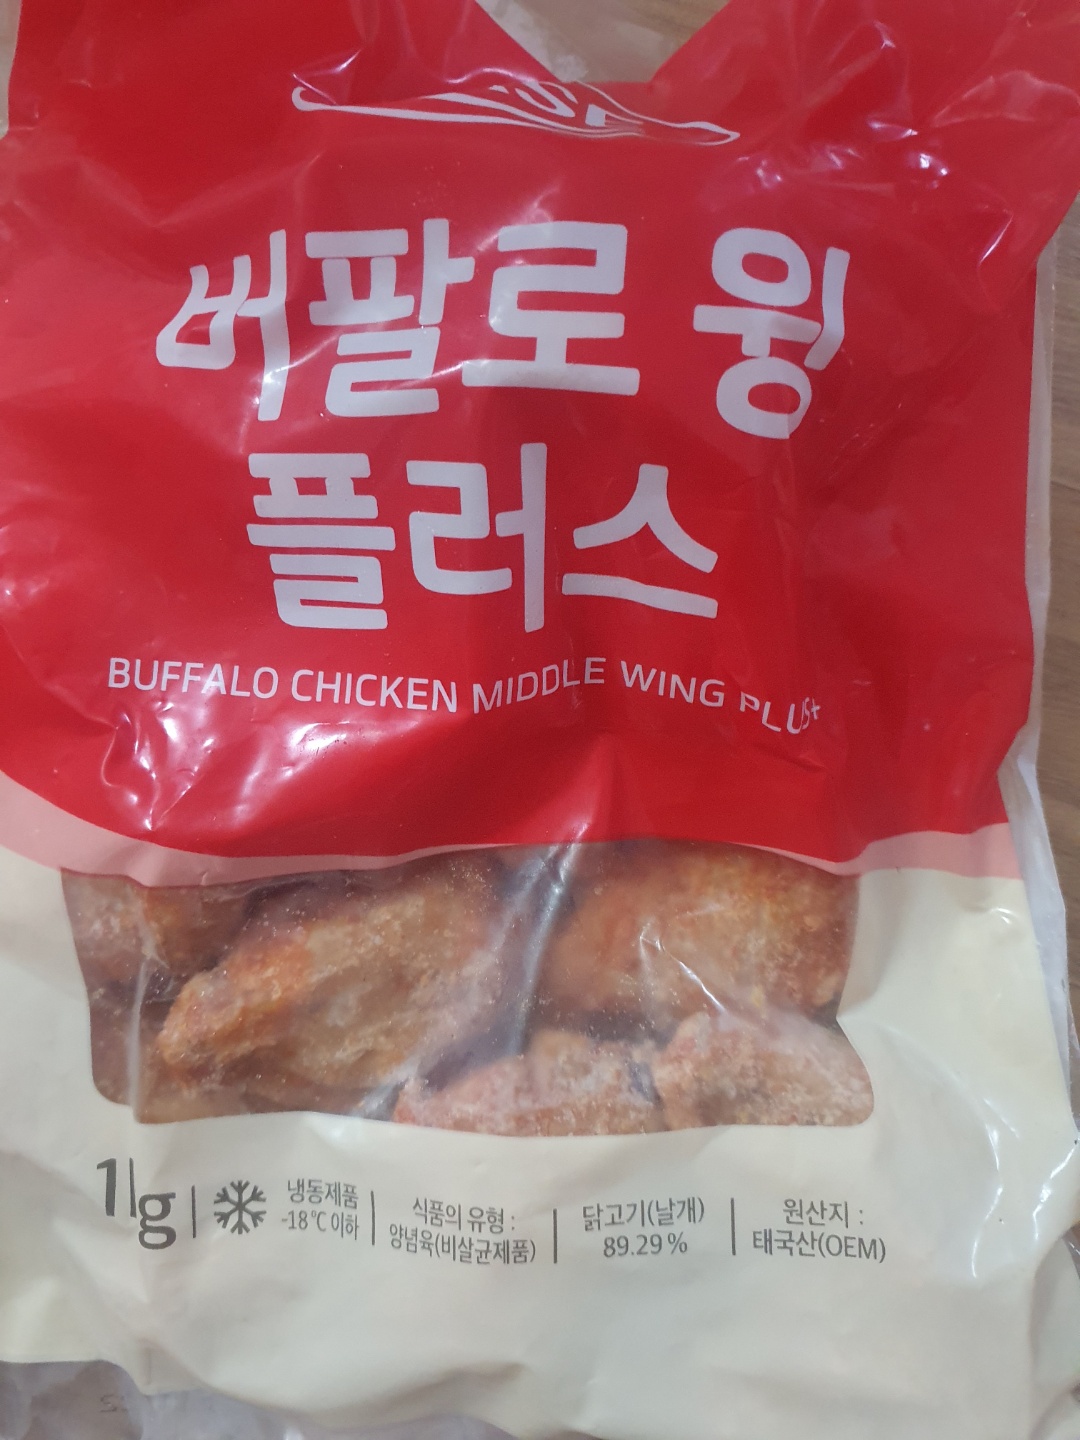 버팔로 윙
플러스
BUFFALO CHICKEN MIDDLE WING PLUS+
냉동제품
-18℃ 이하
식품의 유형 :
양념육(비살균제품)
닭고기(날개)
89.29%
원산지 :
태국산(OEM)